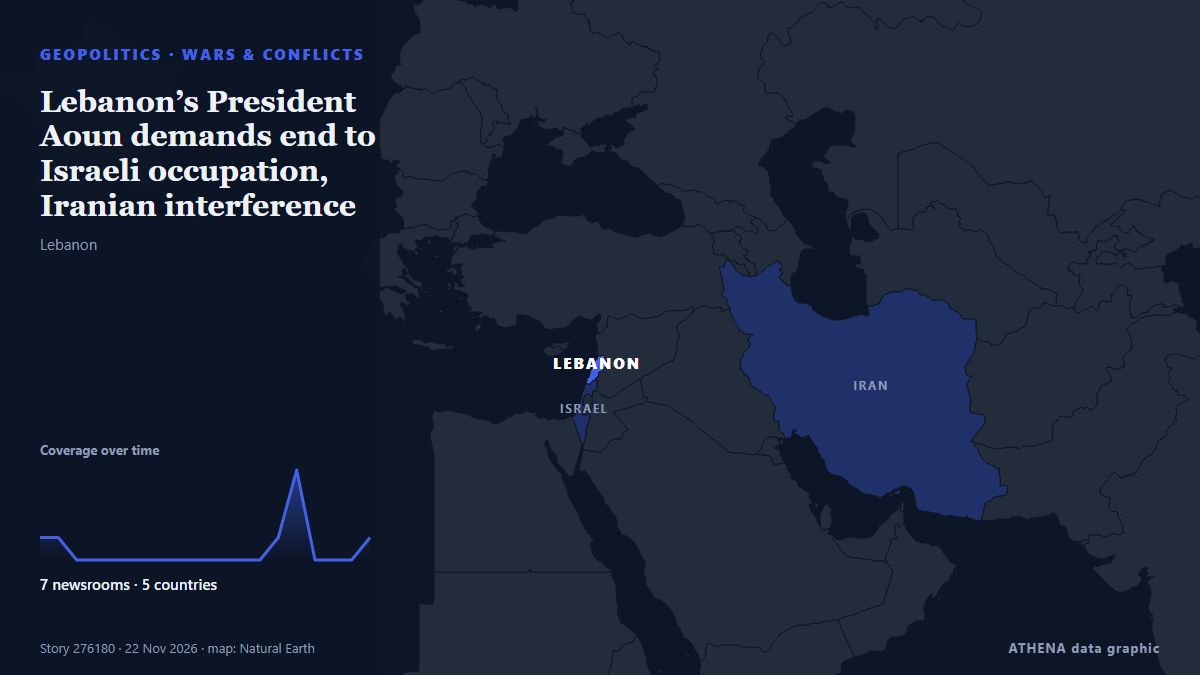 GEOPOLITICS · WARS & CONFLICTS
Lebanon’s President
Aoun demands end to
Israeli occupation,
Iranian interference
Lebanon
LEBANON
ISRAEL
IRAN
Coverage over time
7 newsrooms · 5 countries
Story 276180 · 22 Nov 2026 · map: Natural Earth
ATHENA data graphic